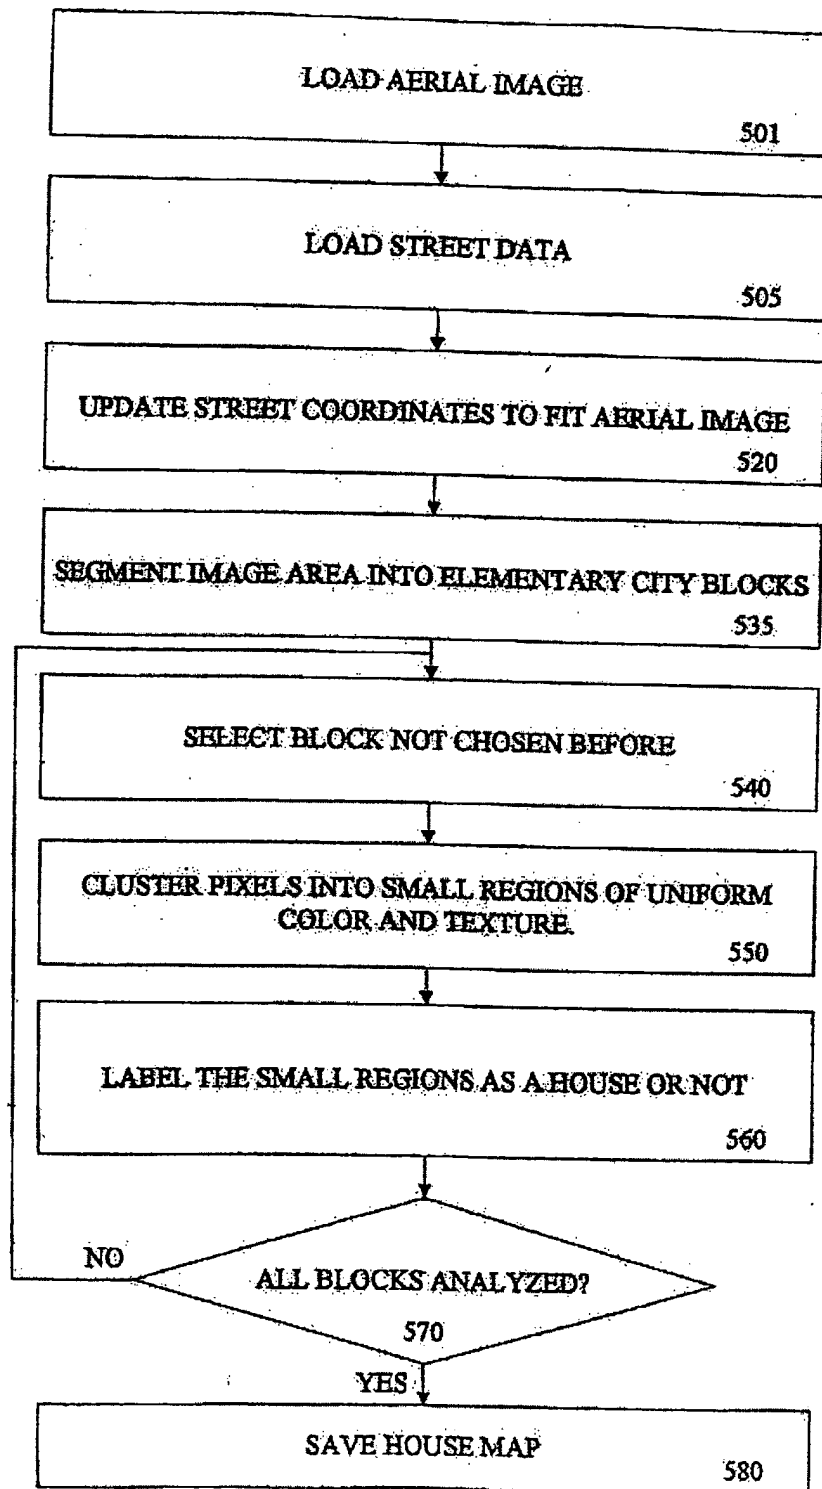 LOAD AERIAL IMAGE
501
LOAD STREET DATA
505
UPDATE STREET COORDINATES TO FIT AERIAL IMAGE
520
SEGMENT IMAGE AREA INTO ELEMENTARY CITY BLOCKS
535
SELECT BLOCK NOT CHOSEN BEFORE
540
CLUSTER PIXELS INTO SMALL REGIONS OF UNIFORM
COLOR AND TEXTURE.
550
LABEL THE SMALL REGIONS AS A HOUSE OR NOT
560
NO
ALL BLOCKS ANALYZED?
570
YES
SAVE HOUSE MAP
580